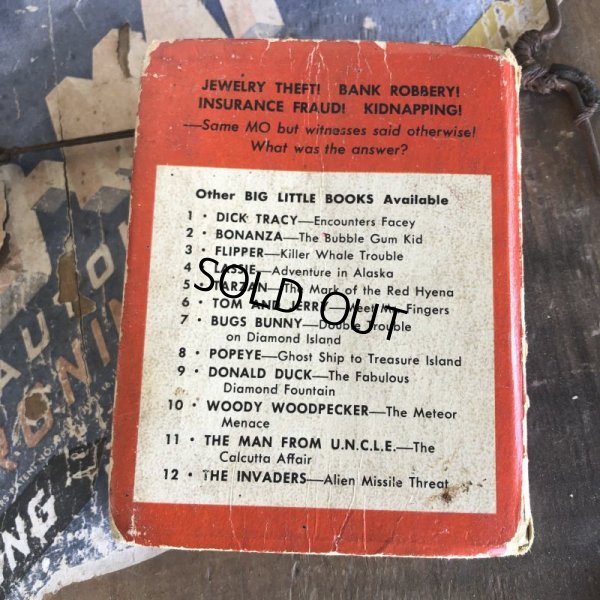 JEWELRY THEFT! BANK ROBBERY!
INSURANCE FRAUD! KIDNAPPING!
—Same MO but witnesses said otherwise!
What was the answer?
Other BIG LITTLE BOOKS Available
1 • DICK TRACY—Encounters Facey
2 • BONANZA—The Bubble Gum Kid
3 • FLIPPER—Killer Whale Trouble
4 • LASSIE—Adventure in Alaska
5 • TARZAN—The Mark of the Red Hyena
6 • TOM AND JERRY—Meet Mr. Fingers
7 • BUGS BUNNY—Double Trouble
on Diamond Island
8 • POPEYE—Ghost Ship to Treasure Island
9 • DONALD DUCK—The Fabulous
Diamond Fountain
10 • WOODY WOODPECKER—The Meteor
Menace
11 • THE MAN FROM U.N.C.L.E.—The
Calcutta Affair
12 • THE INVADERS—Alien Missile Threat
SOLD OUT